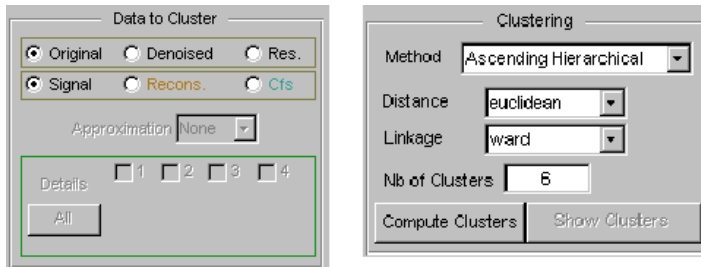 Data to Cluster
Original Denoised Res.
Signal Recons. Cfs
Approximation None
Details 1 2 3 4
All
Clustering
Method Ascending Hierarchical
Distance euclidean
Linkage ward
Nb of Clusters 6
Compute Clusters Show Clusters